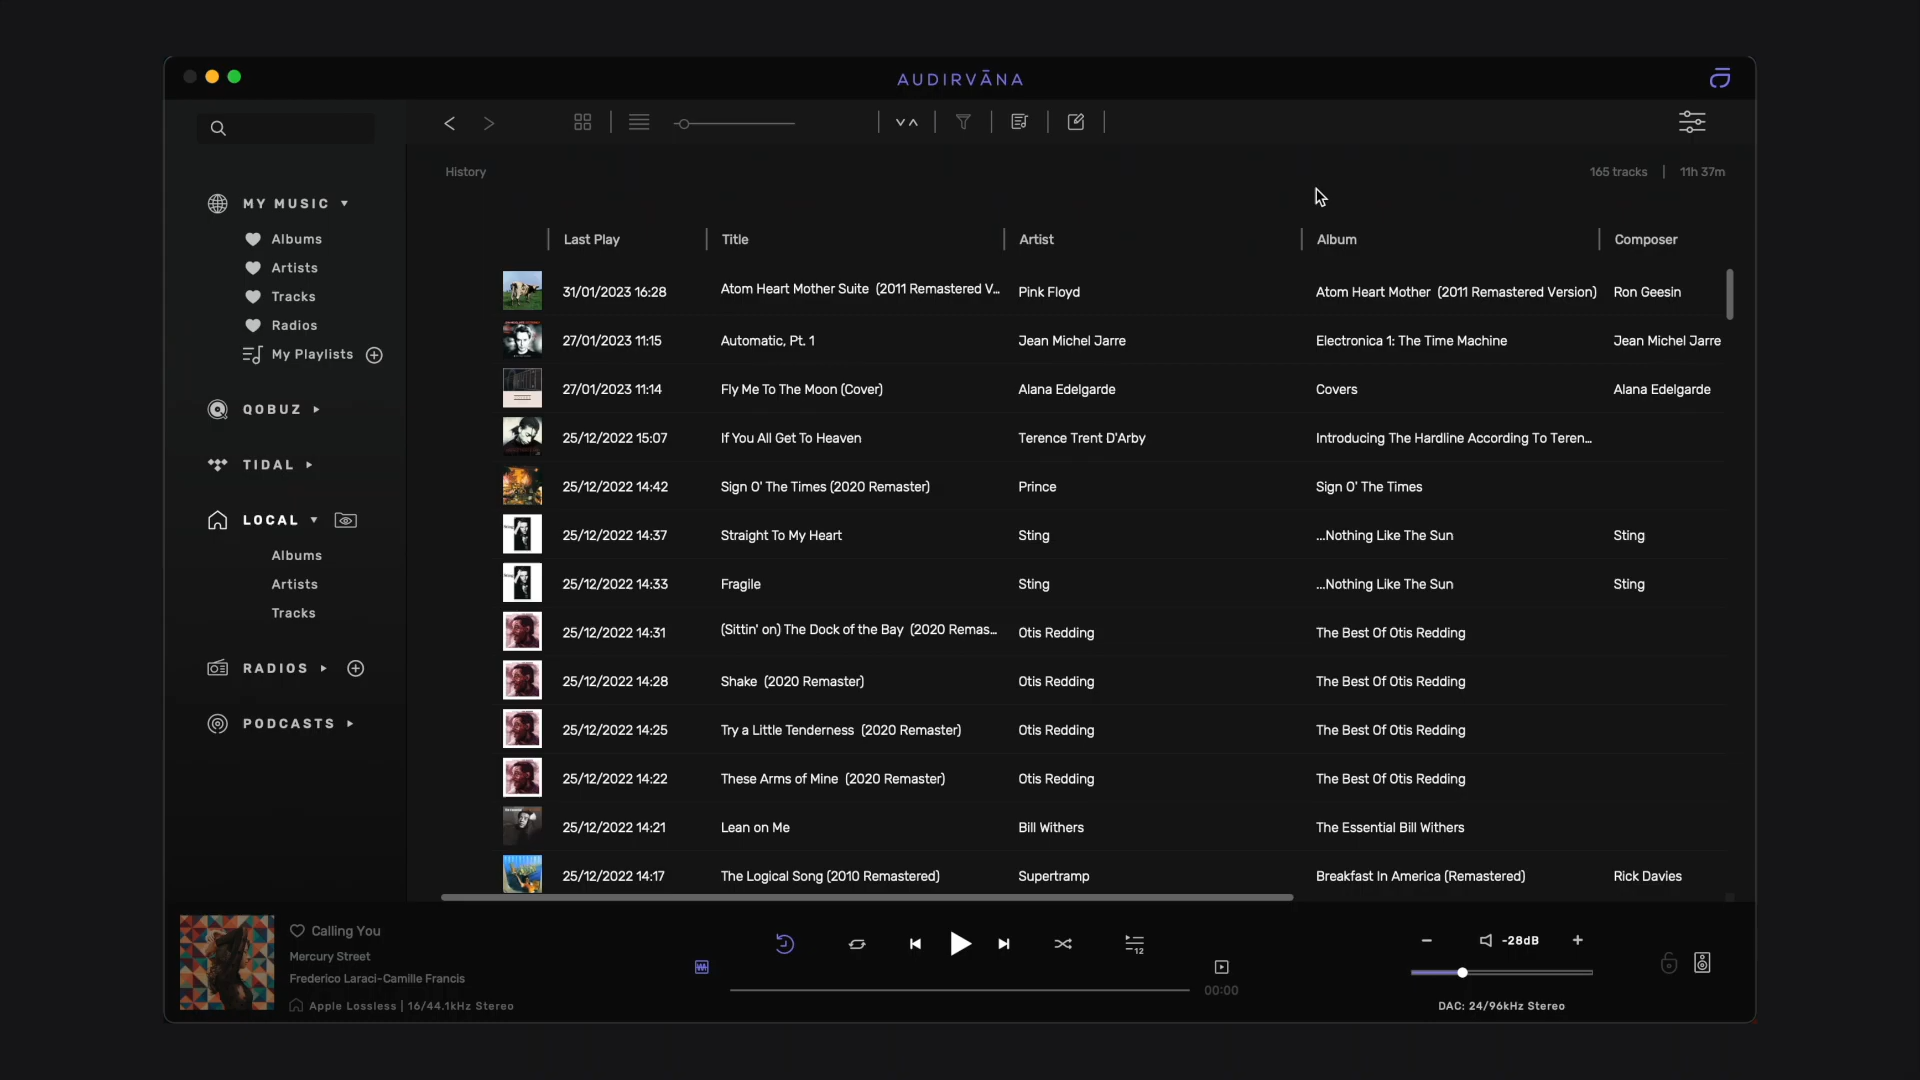 AUDIRVĀNA
History
165 tracks | 11h 37m
MY MUSIC
Albums
Artists
Tracks
Radios
My Playlists
QOBUZ
TIDAL
LOCAL
Albums
Artists
Tracks
RADIOS
PODCASTS
Last Play Title Artist Album Composer
31/01/2023 16:28 Atom Heart Mother Suite (2011 Remastered V... Pink Floyd Atom Heart Mother (2011 Remastered Version) Ron Geesin
27/01/2023 11:15 Automatic, Pt. 1 Jean Michel Jarre Electronica 1: The Time Machine Jean Michel Jarre
27/01/2023 11:14 Fly Me To The Moon (Cover) Alana Edelgarde Covers Alana Edelgarde
25/12/2022 15:07 If You All Get To Heaven Terence Trent D'Arby Introducing The Hardline According To Teren...
25/12/2022 14:42 Sign O' The Times (2020 Remaster) Prince Sign O' The Times
25/12/2022 14:37 Straight To My Heart Sting ...Nothing Like The Sun Sting
25/12/2022 14:33 Fragile Sting ...Nothing Like The Sun Sting
25/12/2022 14:31 (Sittin' on) The Dock of the Bay (2020 Remas... Otis Redding The Best Of Otis Redding
25/12/2022 14:28 Shake (2020 Remaster) Otis Redding The Best Of Otis Redding
25/12/2022 14:25 Try a Little Tenderness (2020 Remaster) Otis Redding The Best Of Otis Redding
25/12/2022 14:22 These Arms of Mine (2020 Remaster) Otis Redding The Best Of Otis Redding
25/12/2022 14:21 Lean on Me Bill Withers The Essential Bill Withers
25/12/2022 14:17 The Logical Song (2010 Remastered) Supertramp Breakfast In America (Remastered) Rick Davies
Calling You
Mercury Street
Frederico Laraci-Camille Francis
Apple Lossless | 16/44.1kHz Stereo
12
00:00
-28dB
DAC: 24/96kHz Stereo